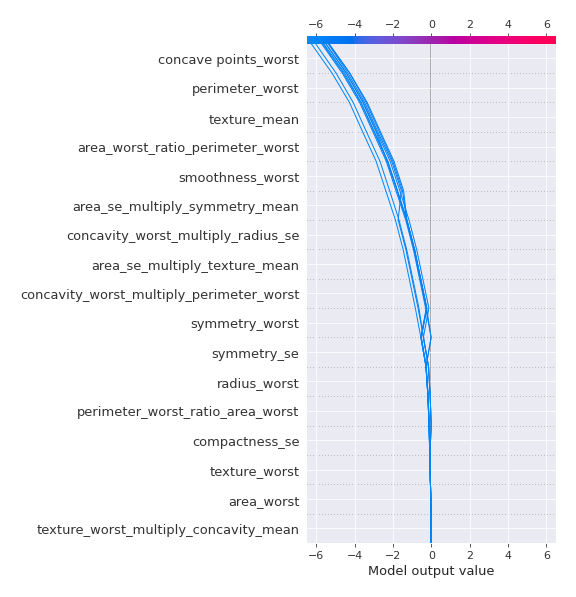 −6 −4 −2 0 2 4 6
concave points_worst
perimeter_worst
texture_mean
area_worst_ratio_perimeter_worst
smoothness_worst
area_se_multiply_symmetry_mean
concavity_worst_multiply_radius_se
area_se_multiply_texture_mean
concavity_worst_multiply_perimeter_worst
symmetry_worst
symmetry_se
radius_worst
perimeter_worst_ratio_area_worst
compactness_se
texture_worst
area_worst
texture_worst_multiply_concavity_mean
−6 −4 −2 0 2 4 6
Model output value